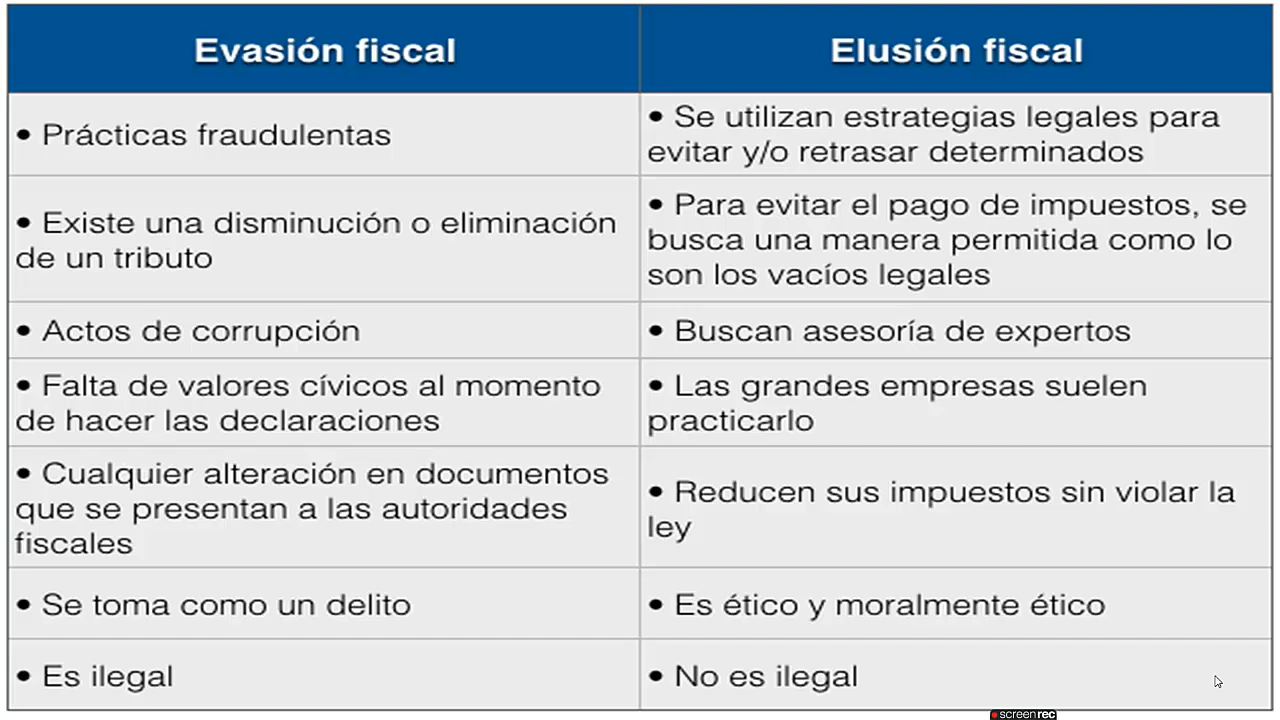 Evasión fiscal
Elusión fiscal
• Prácticas fraudulentas
• Se utilizan estrategias legales para
evitar y/o retrasar determinados
• Existe una disminución o eliminación
de un tributo
• Para evitar el pago de impuestos, se
busca una manera permitida como lo
son los vacíos legales
• Actos de corrupción
• Buscan asesoría de expertos
• Falta de valores cívicos al momento
de hacer las declaraciones
• Las grandes empresas suelen
practicarlo
• Cualquier alteración en documentos
que se presentan a las autoridades
fiscales
• Reducen sus impuestos sin violar la
ley
• Se toma como un delito
• Es ético y moralmente ético
• Es ilegal
• No es ilegal
screenrec